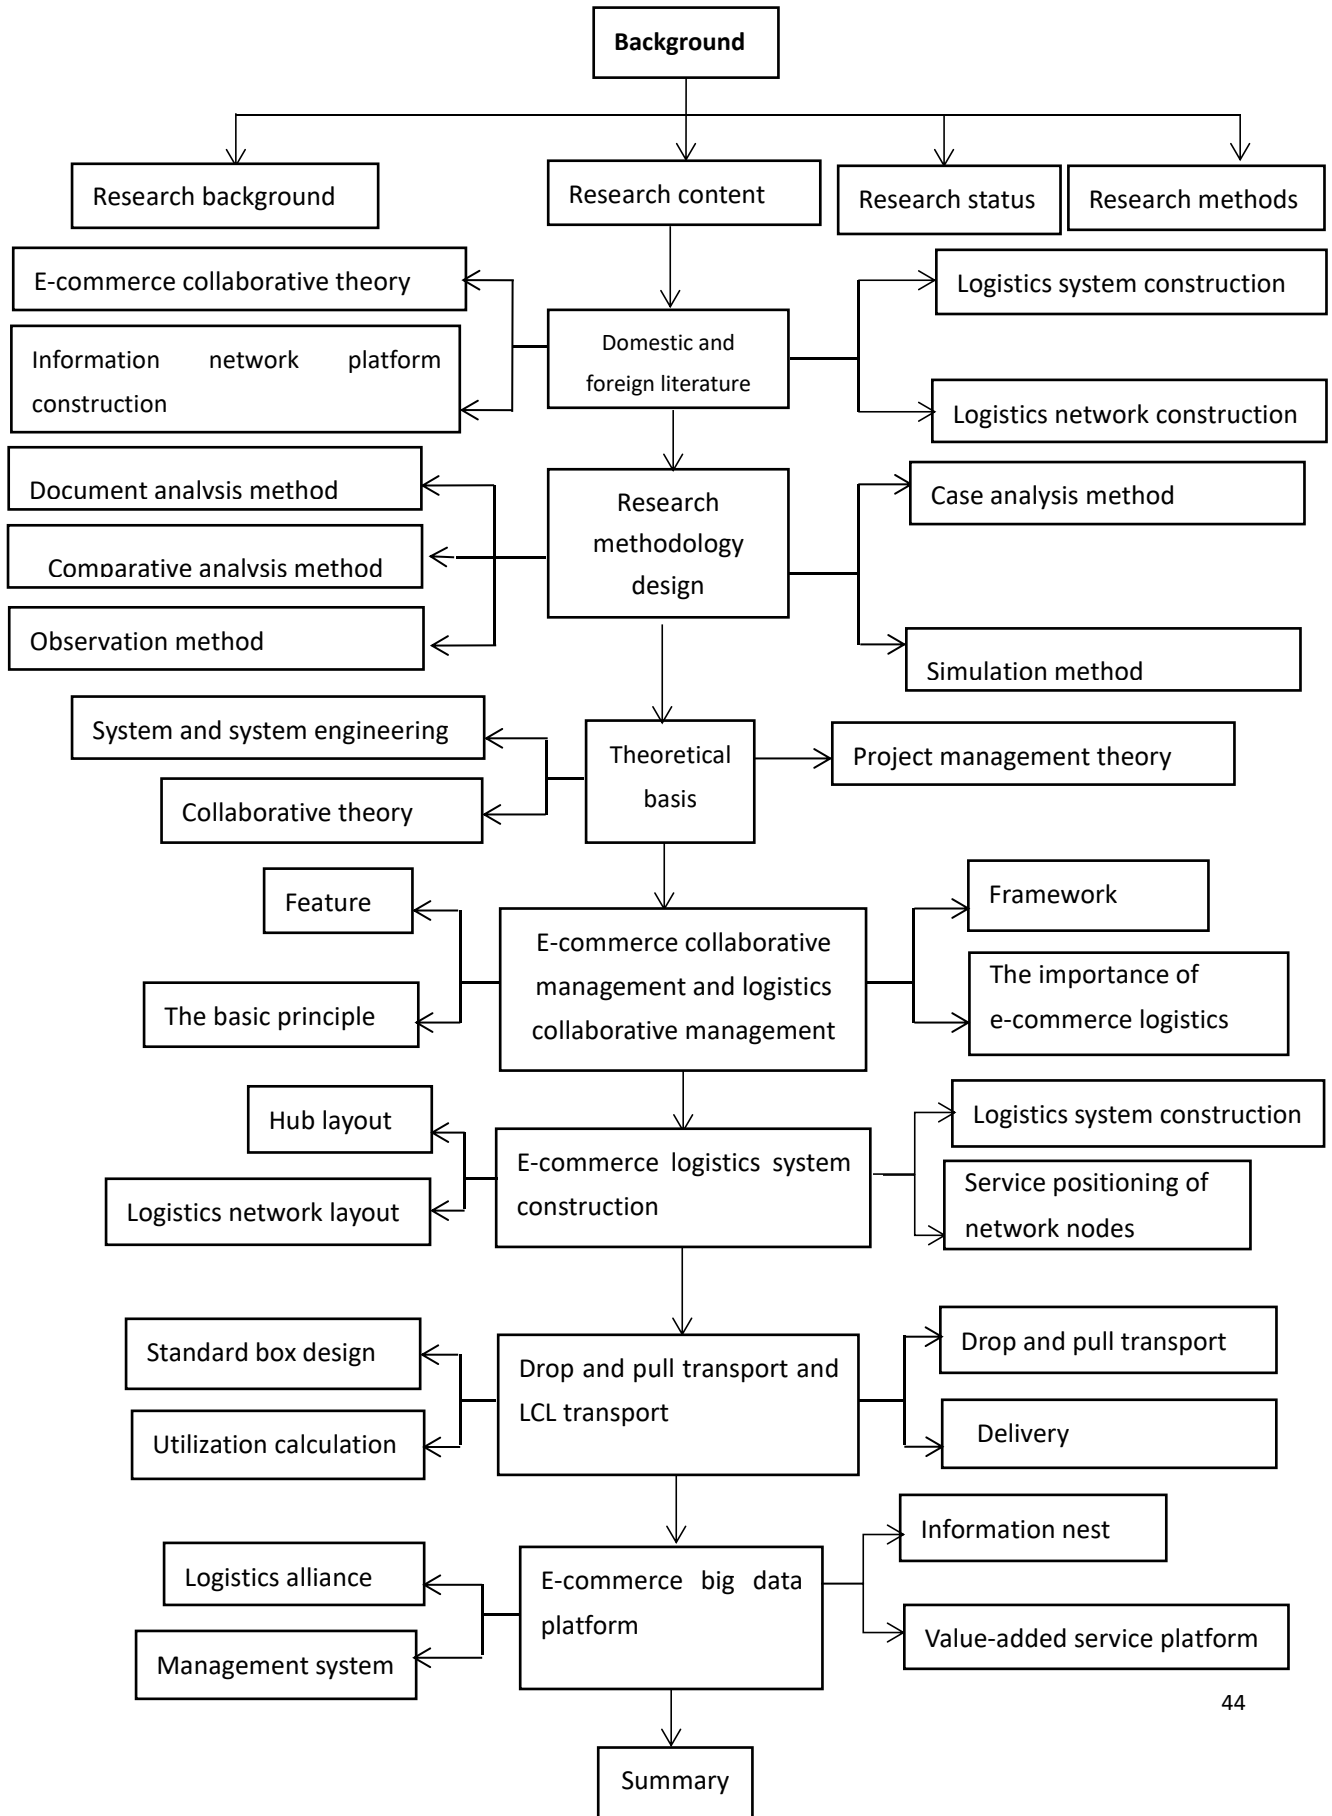 Background
Research background
Research content
Research status
Research methods
E-commerce collaborative theory
Information network platform
construction
Domestic and
foreign literature
Logistics system construction
Logistics network construction
Document analysis method
Comparative analysis method
Observation method
Research
methodology
design
Case analysis method
Simulation method
System and system engineering
Collaborative theory
Theoretical
basis
Project management theory
Feature
The basic principle
E-commerce collaborative
management and logistics
collaborative management
Framework
The importance of
e-commerce logistics
Hub layout
Logistics network layout
E-commerce logistics system
construction
Logistics system construction
Service positioning of
network nodes
Standard box design
Utilization calculation
Drop and pull transport and
LCL transport
Drop and pull transport
Delivery
Logistics alliance
Management system
E-commerce big data
platform
Information nest
Value-added service platform
44
Summary